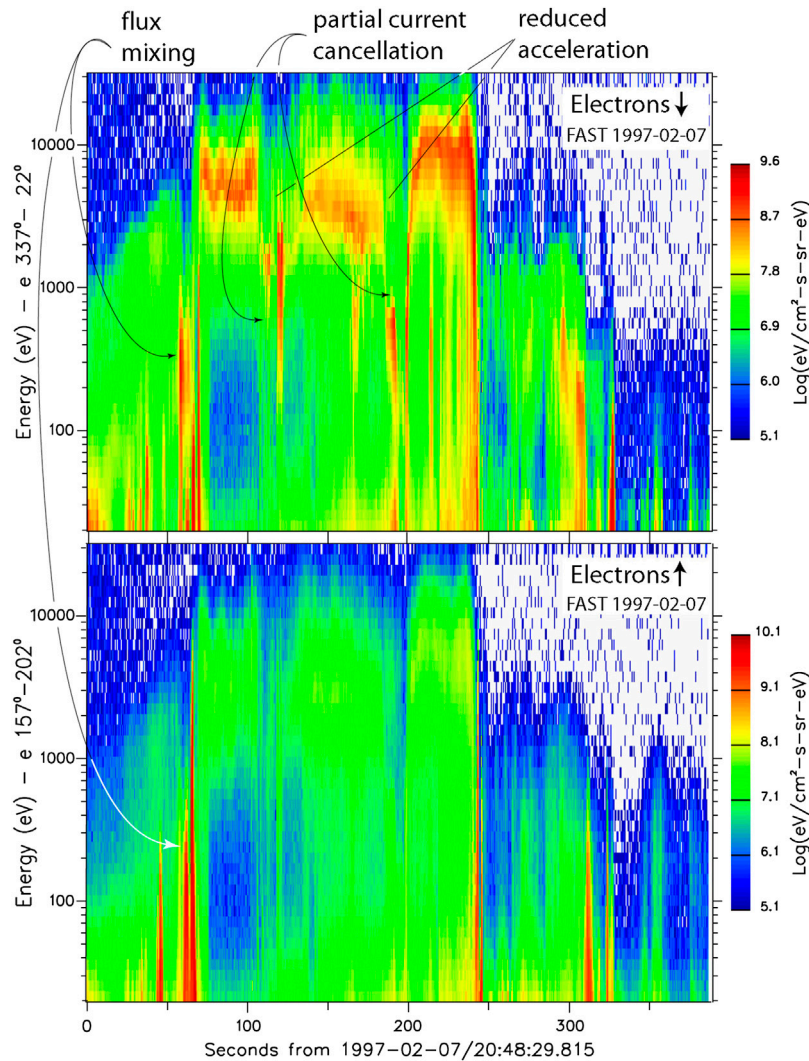 flux
mixing
partial current
cancellation
reduced
acceleration
Electrons↓
FAST 1997-02-07
Energy (eV) - e 337°- 22°
10000
1000
100
9.6
8.7
7.8
6.9
6.0
5.1
Log(eV/cm²-s-sr-eV)
Electrons↑
FAST 1997-02-07
Energy (eV) - e 157°-202°
10000
1000
100
10.1
9.1
8.1
7.1
6.1
5.1
Log(eV/cm²-s-sr-eV)
0 100 200 300
Seconds from 1997-02-07/20:48:29.815